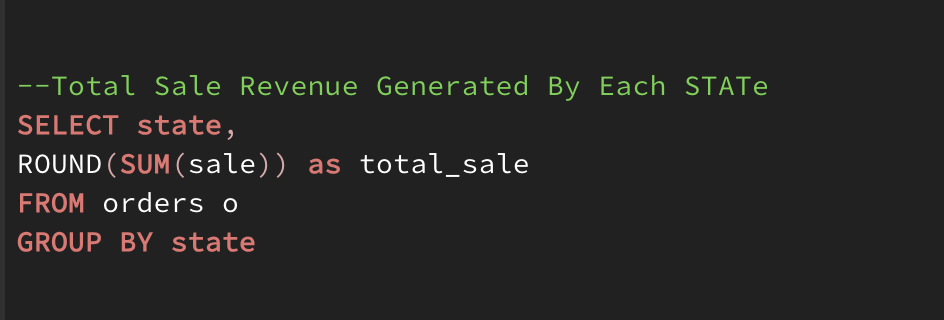 --Total Sale Revenue Generated By Each STATe
SELECT state,
ROUND(SUM(sale)) as total_sale
FROM orders o
GROUP BY state